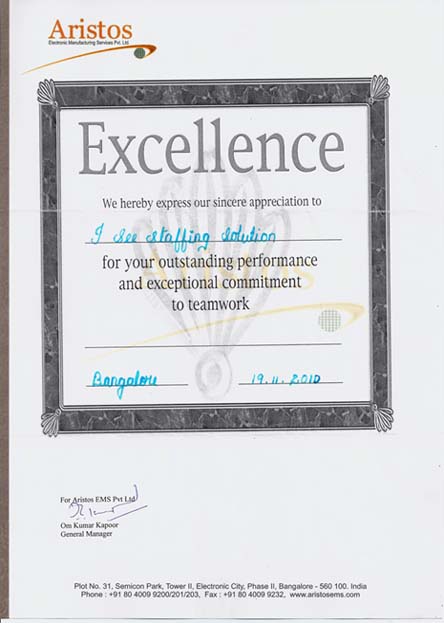 Aristos
Electronic Manufacturing Services Pvt. Ltd.
Excellence
We hereby express our sincere appreciation to
I See Staffing Solution
for your outstanding performance
and exceptional commitment
to teamwork
Bangalore 19.11.2010
For Aristos EMS Pvt Ltd
Om Kumar Kapoor
General Manager
Plot No. 31, Semicon Park, Tower II, Electronic City, Phase II, Bangalore - 560 100. India
Phone : +91 80 4009 9200/201/203, Fax : +91 80 4009 9232, www.aristosems.com